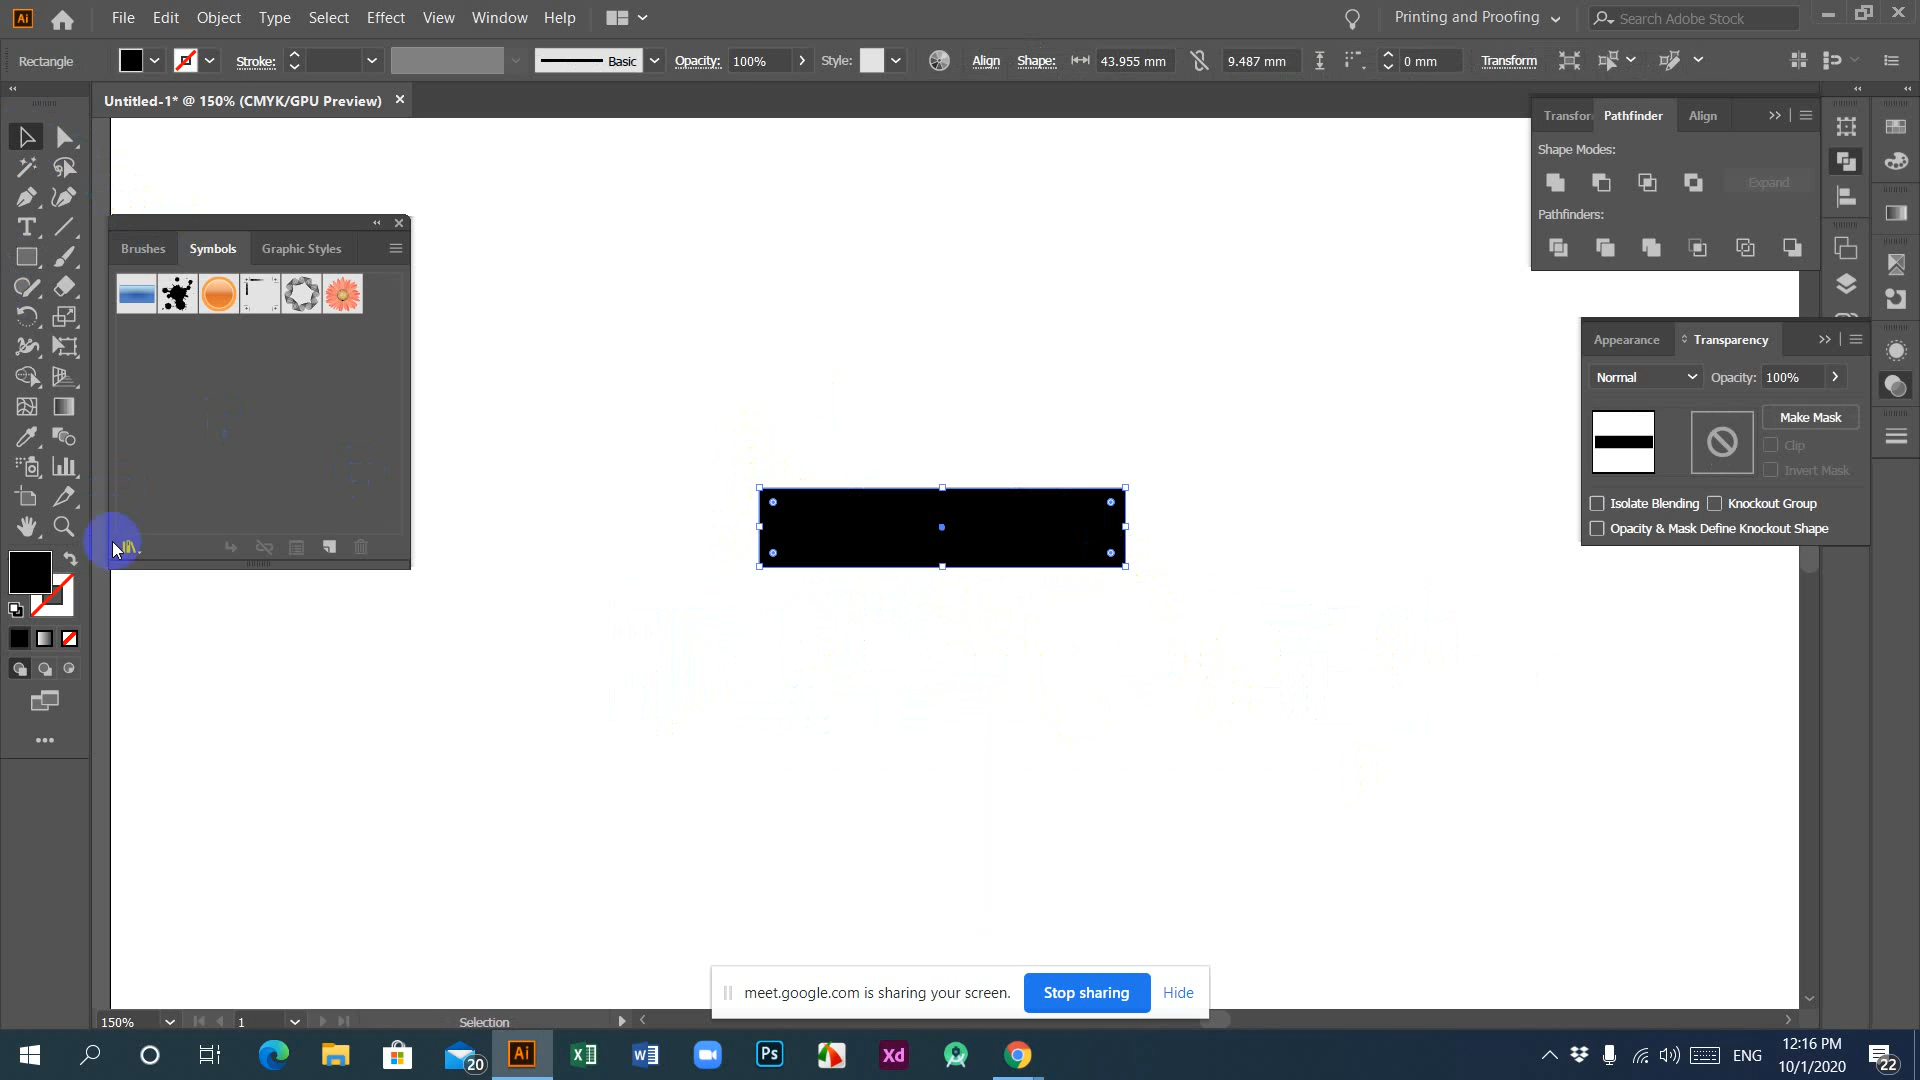 Ai File Edit Object Type Select Effect View Window Help Printing and Proofing Search Adobe Stock
Rectangle Stroke: Basic Opacity: 100% Style: Align Shape: 43.955 mm 9.487 mm 0 mm Transform
Untitled-1* @ 150% (CMYK/GPU Preview)
Transfor Pathfinder Align
Shape Modes:
Expand
Pathfinders:
Brushes Symbols Graphic Styles
Appearance Transparency
Normal Opacity: 100%
Make Mask
Clip
Invert Mask
Isolate Blending Knockout Group
Opacity & Mask Define Knockout Shape
meet.google.com is sharing your screen. Stop sharing Hide
150% 1 Selection
20 Ai Ps Xd ENG
12:16 PM
10/1/2020
22